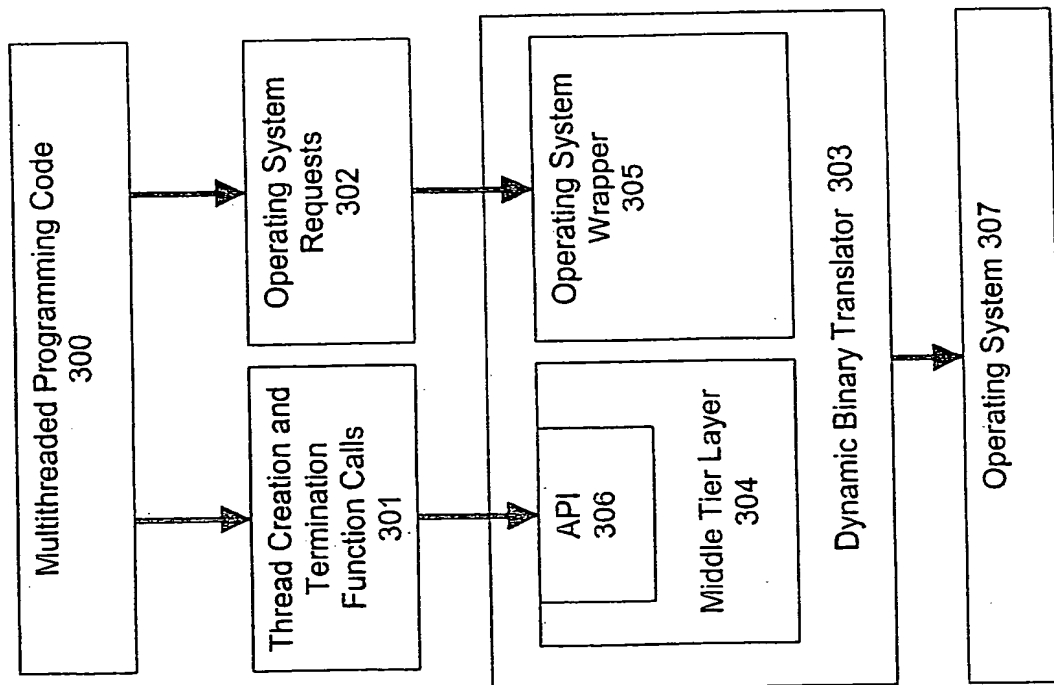 Multithreaded Programming Code
300
Thread Creation and
Termination
Function Calls
301
Operating System
Requests
302
API
306
Middle Tier Layer
304
Operating System
Wrapper
305
Dynamic Binary Translator 303
Operating System 307